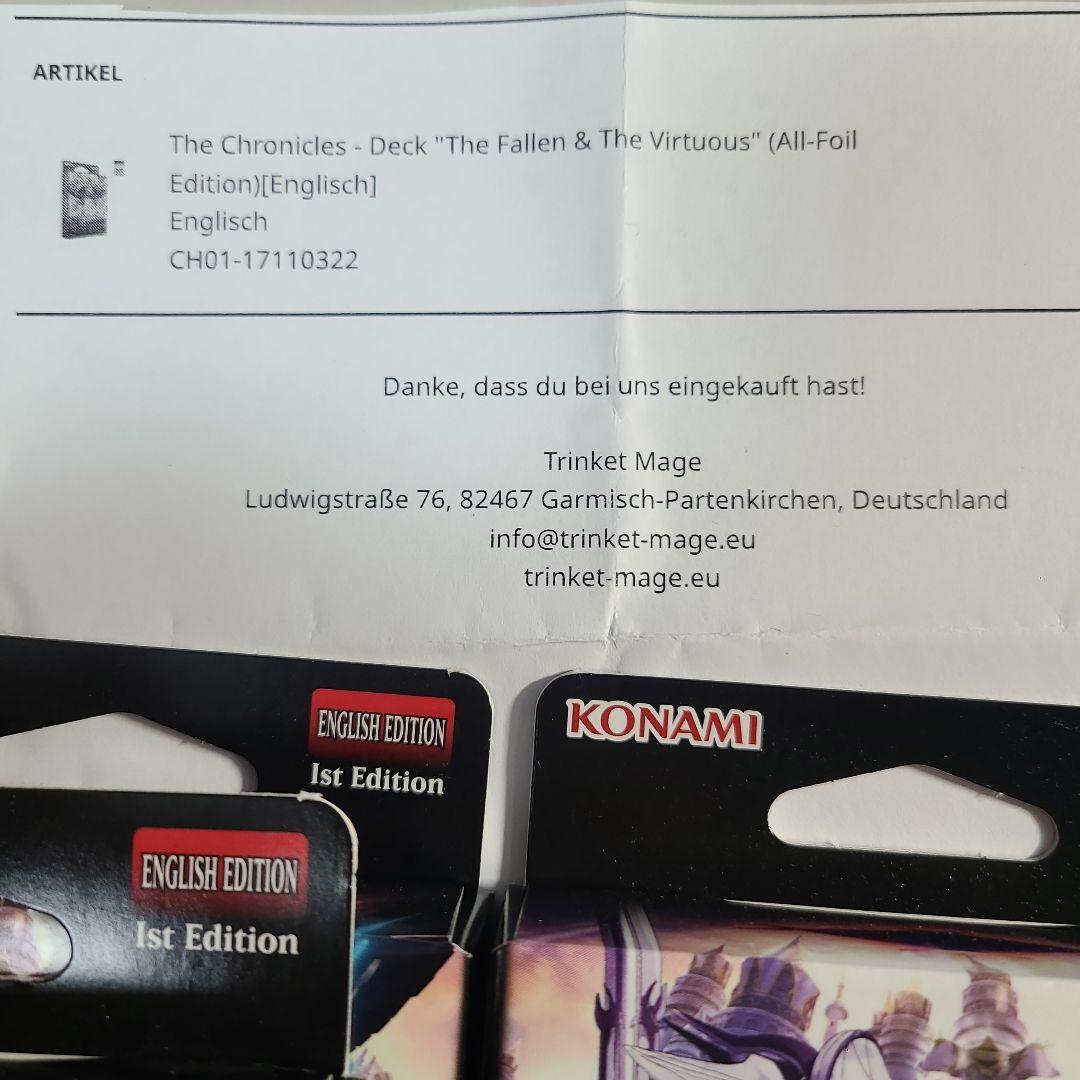 ARTIKEL
The Chronicles - Deck "The Fallen & The Virtuous" (All-Foil
Edition)[Englisch]
Englisch
CH01-17110322
Danke, dass du bei uns eingekauft hast!
Trinket Mage
Ludwigstraße 76, 82467 Garmisch-Partenkirchen, Deutschland
info@trinket-mage.eu
trinket-mage.eu
ENGLISH EDITION
1st Edition
KONAMI
ENGLISH EDITION
1st Edition